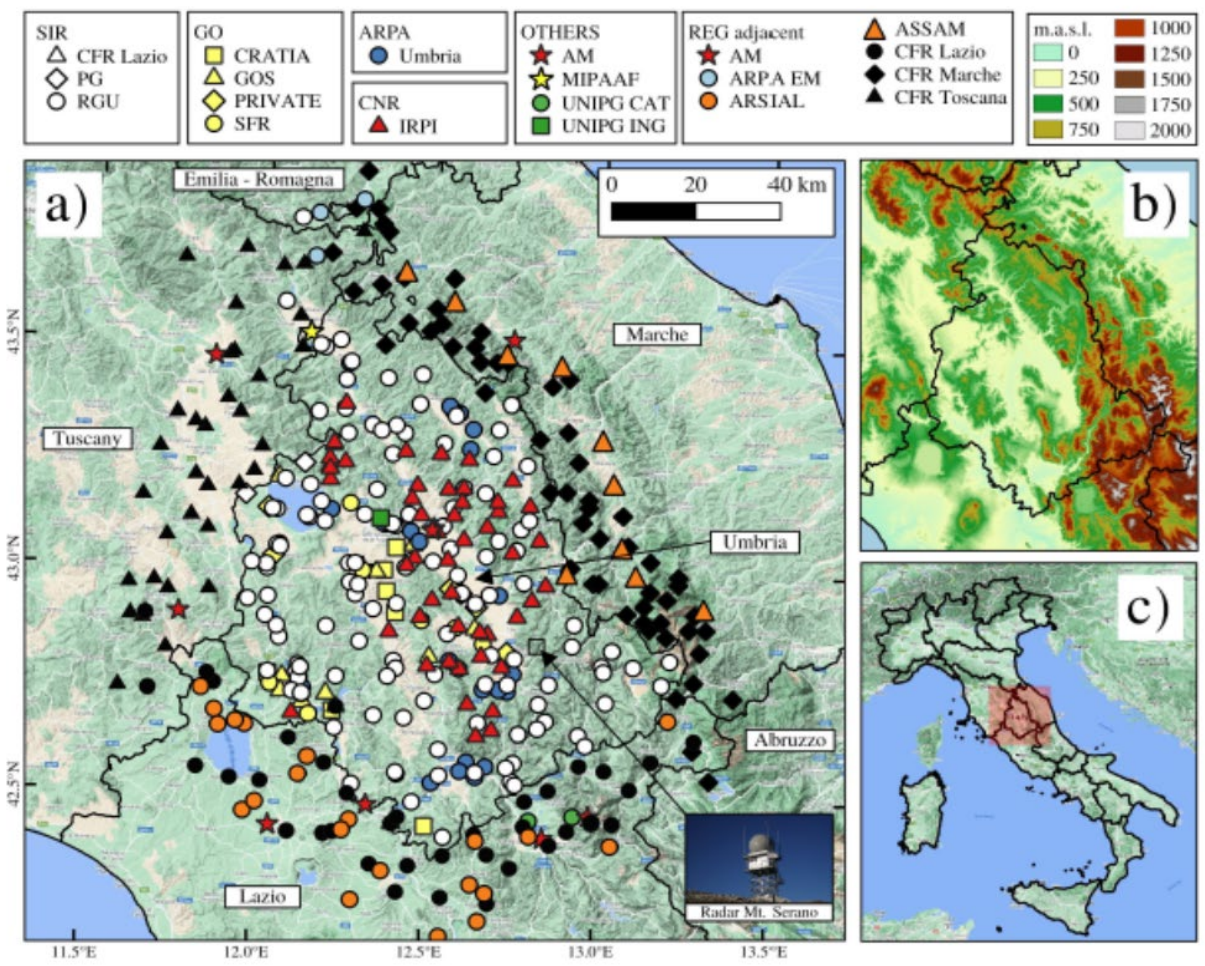 SIR
CFR Lazio
PG
RGU
GO
CRATIA
GOS
PRIVATE
SFR
ARPA
Umbria
CNR
IRPI
OTHERS
AM
MIPAAF
UNIPG CAT
UNIPG ING
REG adjacent
AM
ARPA EM
ARSIAL
ASSAM
CFR Lazio
CFR Marche
CFR Toscana
m.a.s.l.
0
250
500
750
1000
1250
1500
1750
2000
a)
Emilia - Romagna
0 20 40 km
Marche
43.5°N
Tuscany
Umbria
43.0°N
Abruzzo
42.5°N
Lazio
Radar Mt. Serano
11.5°E 12.0°E 12.5°E 13.0°E 13.5°E
b)
c)